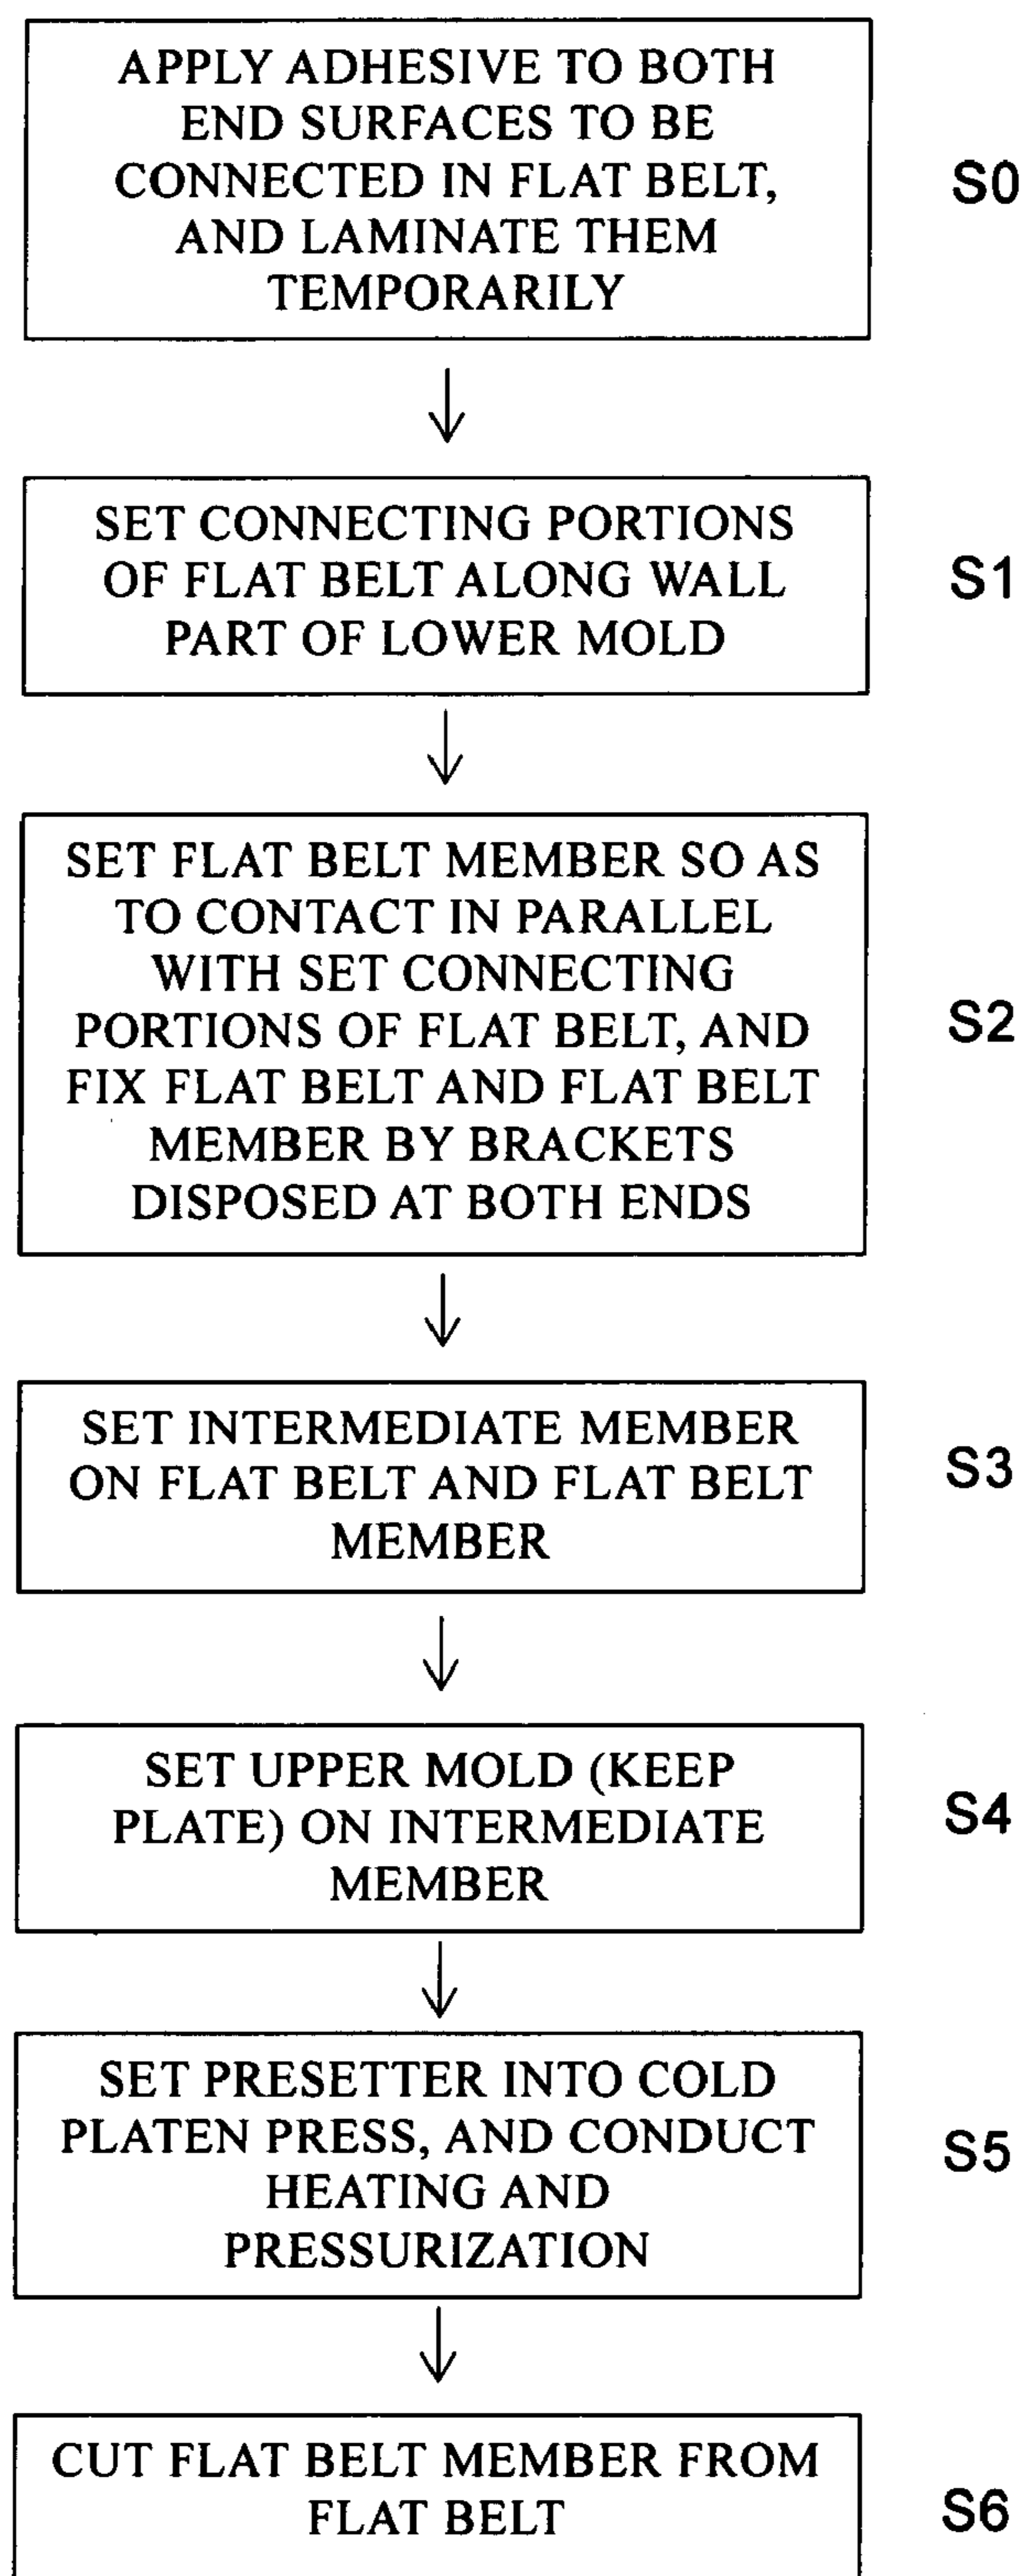 APPLY ADHESIVE TO BOTH
END SURFACES TO BE
CONNECTED IN FLAT BELT,
AND LAMINATE THEM
TEMPORARILY
S0
SET CONNECTING PORTIONS
OF FLAT BELT ALONG WALL
PART OF LOWER MOLD
S1
SET FLAT BELT MEMBER SO AS
TO CONTACT IN PARALLEL
WITH SET CONNECTING
PORTIONS OF FLAT BELT, AND
FIX FLAT BELT AND FLAT BELT
MEMBER BY BRACKETS
DISPOSED AT BOTH ENDS
S2
SET INTERMEDIATE MEMBER
ON FLAT BELT AND FLAT BELT
MEMBER
S3
SET UPPER MOLD (KEEP
PLATE) ON INTERMEDIATE
MEMBER
S4
SET PRESETTER INTO COLD
PLATEN PRESS, AND CONDUCT
HEATING AND
PRESSURIZATION
S5
CUT FLAT BELT MEMBER FROM
FLAT BELT
S6